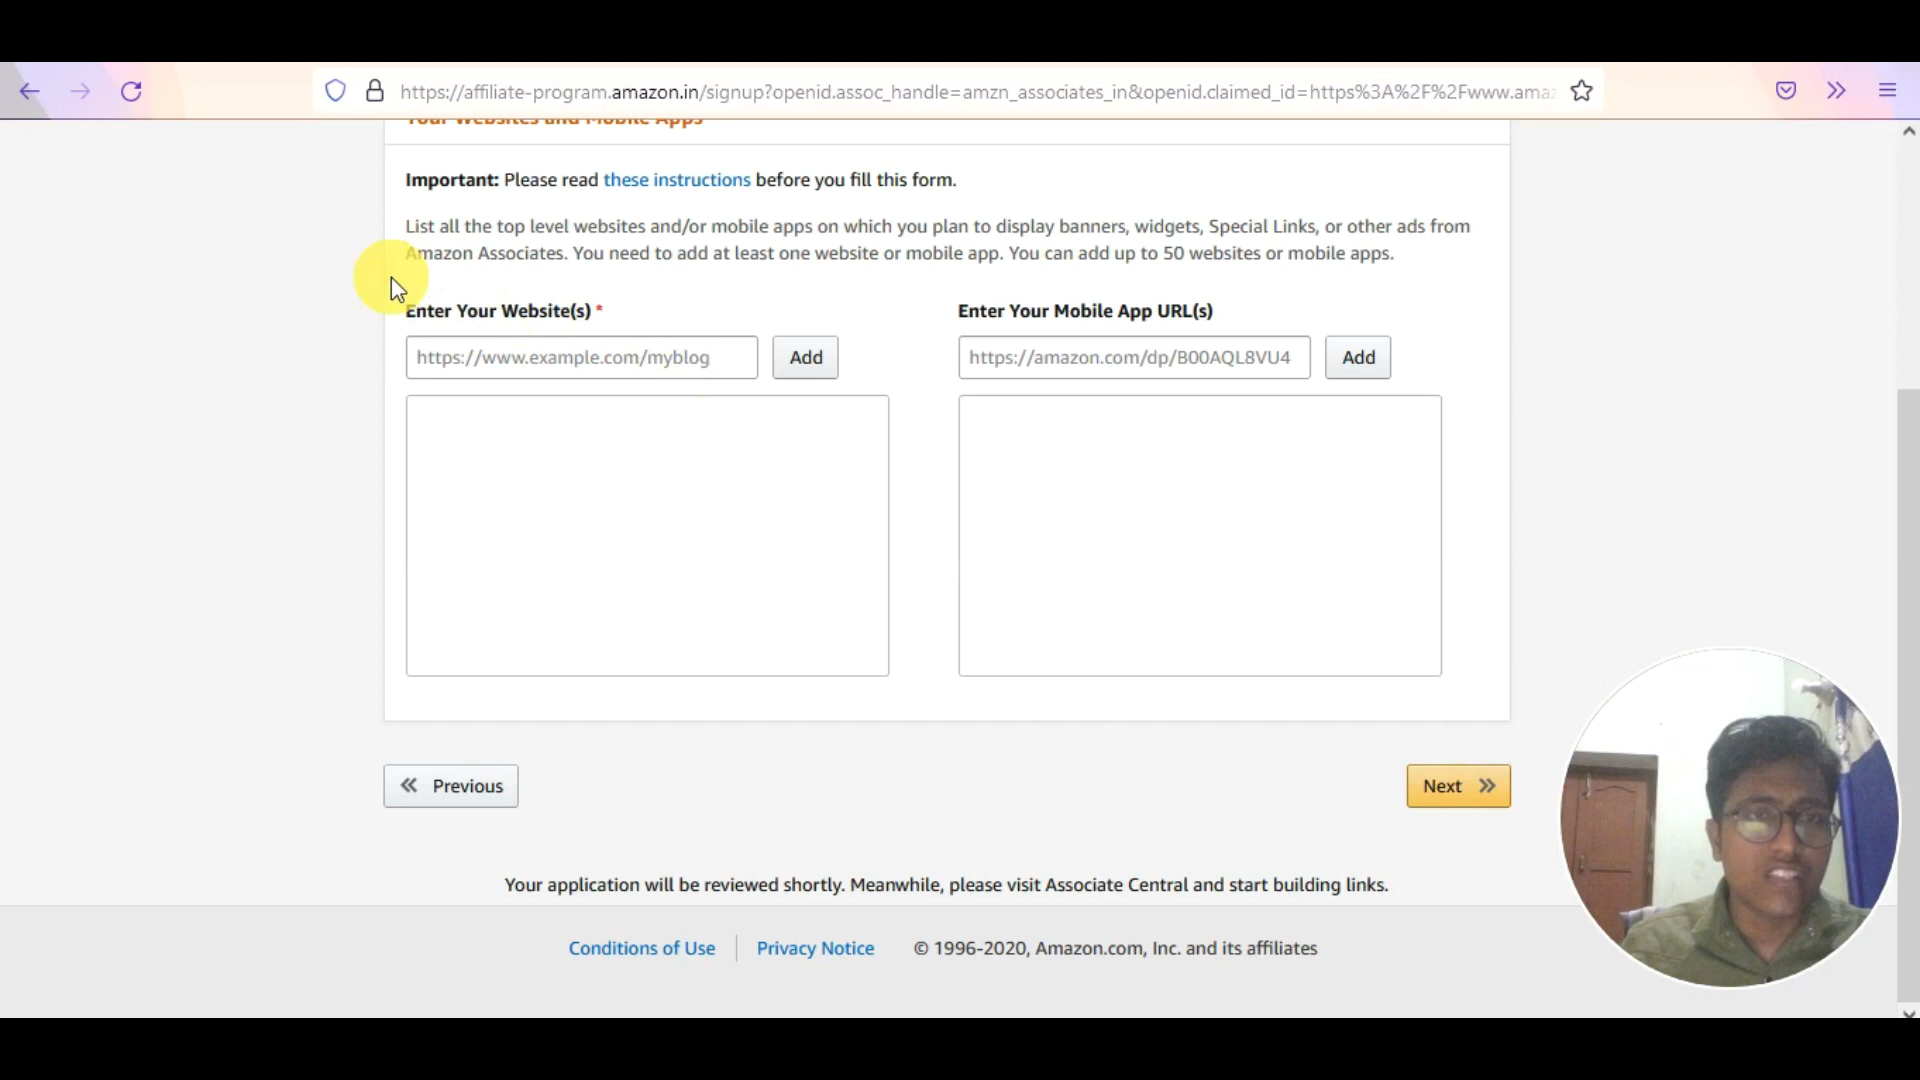 https://affiliate-program.amazon.in/signup?openid.assoc_handle=amzn_associates_in&openid.claimed_id=https%3A%2F%2Fwww.amaz
Your Websites and Mobile Apps
Important: Please read these instructions before you fill this form.
List all the top level websites and/or mobile apps on which you plan to display banners, widgets, Special Links, or other ads from
Amazon Associates. You need to add at least one website or mobile app. You can add up to 50 websites or mobile apps.
Enter Your Website(s) *
Enter Your Mobile App URL(s)
https://www.example.com/myblog Add
https://amazon.com/dp/B00AQL8VU4 Add
Previous
Next
Your application will be reviewed shortly. Meanwhile, please visit Associate Central and start building links.
Conditions of Use Privacy Notice © 1996-2020, Amazon.com, Inc. and its affiliates